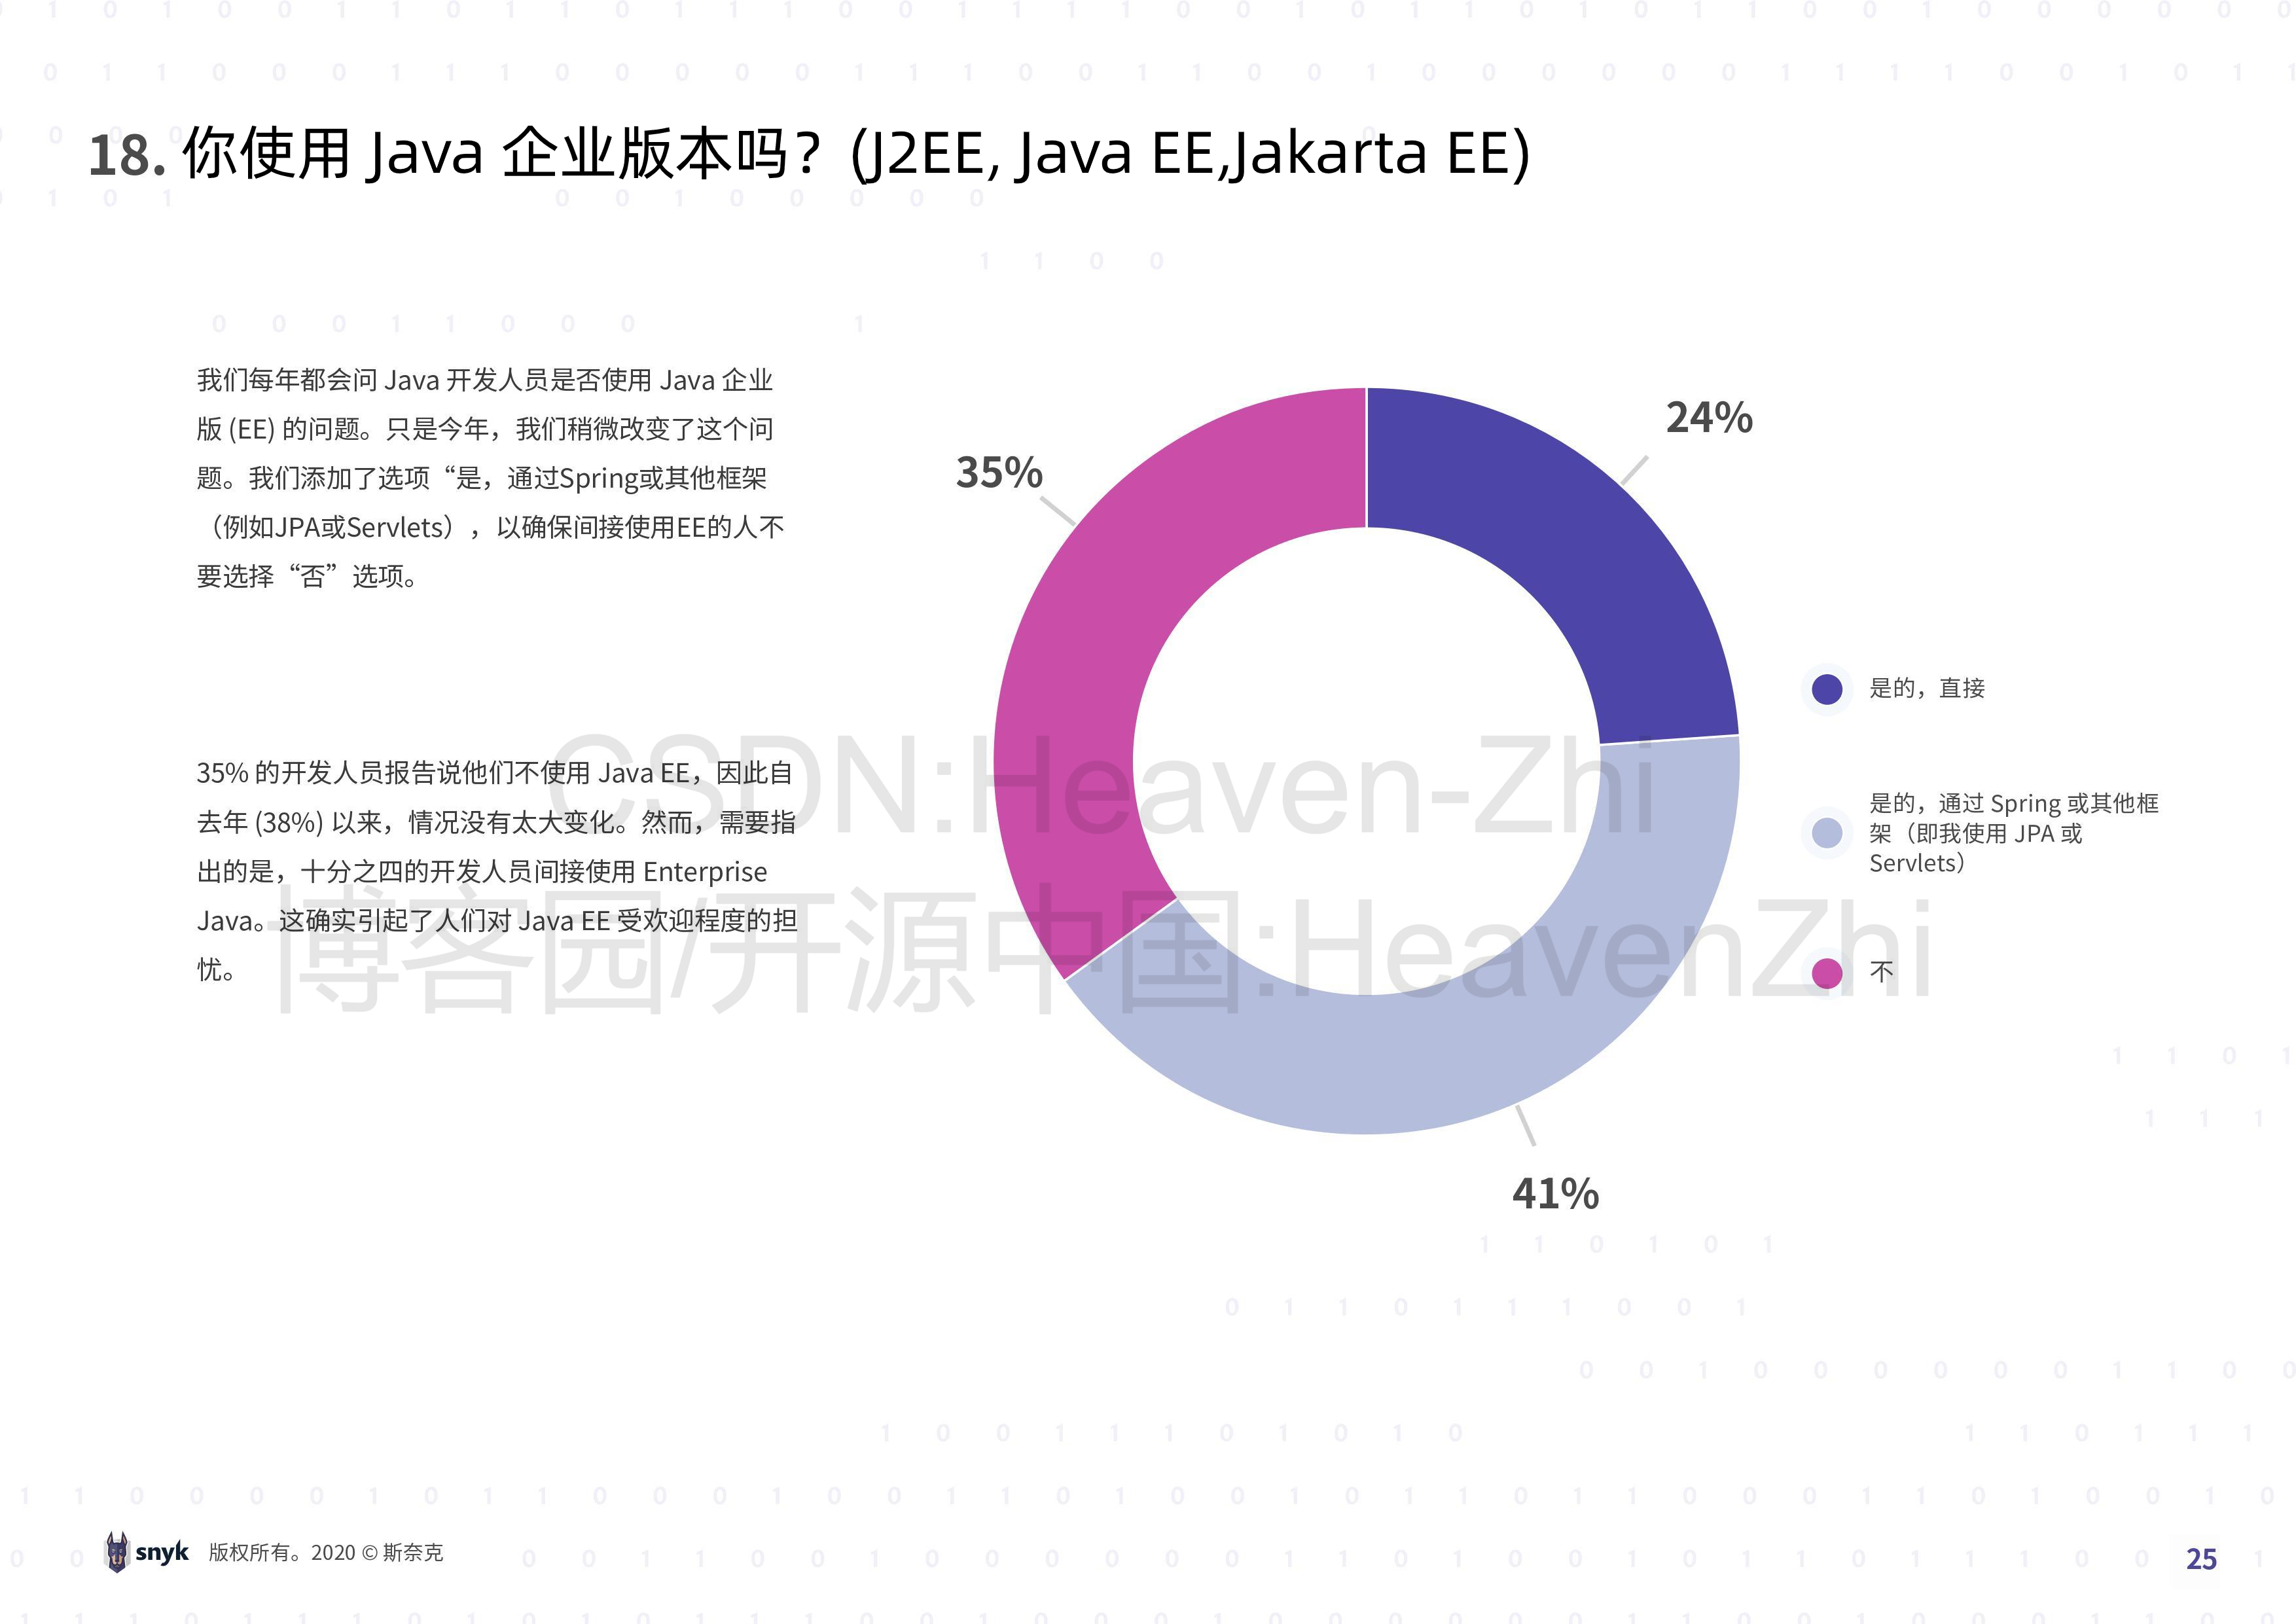 18. 你使用 Java 企业版本吗？(J2EE, Java EE,Jakarta EE)
我们每年都会问 Java 开发人员是否使用 Java 企业
版 (EE) 的问题。只是今年，我们稍微改变了这个问
题。我们添加了选项“是，通过Spring或其他框架
（例如JPA或Servlets），以确保间接使用EE的人不
要选择“否”选项。
35% 的开发人员报告说他们不使用 Java EE，因此自
去年 (38%) 以来，情况没有太大变化。然而，需要指
出的是，十分之四的开发人员间接使用 Enterprise
Java。这确实引起了人们对 Java EE 受欢迎程度的担
忧。
24%
35%
41%
是的，直接
是的，通过 Spring 或其他框
架（即我使用 JPA 或
Servlets）
不
CSDN:Heaven-Zhi
博客园/开源中国:HeavenZhi
snyk 版权所有。2020 © 斯奈克
25